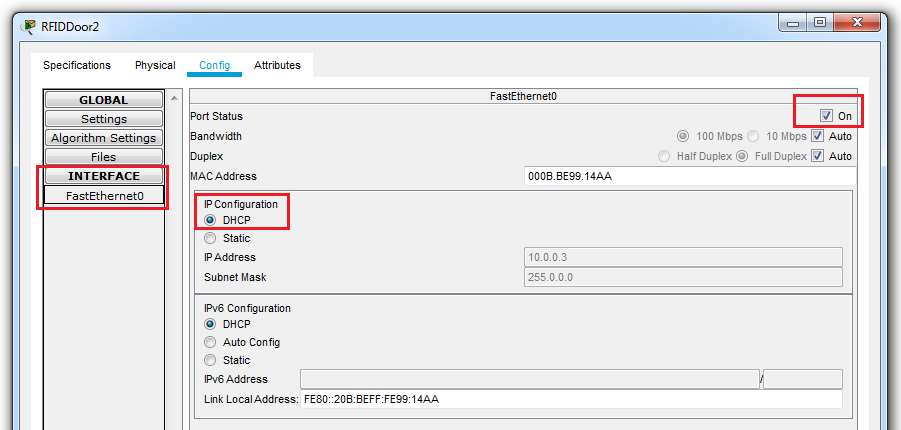 RFIDDoor2
Specifications Physical Config Attributes
GLOBAL
Settings
Algorithm Settings
Files
INTERFACE
FastEthernet0
FastEthernet0
Port Status On
Bandwidth 100 Mbps 10 Mbps Auto
Duplex Half Duplex Full Duplex Auto
MAC Address 000B.BE99.14AA
IP Configuration
DHCP
Static
IP Address 10.0.0.3
Subnet Mask 255.0.0.0
IPv6 Configuration
DHCP
Auto Config
Static
IPv6 Address /
Link Local Address: FE80::20B:BEFF:FE99:14AA